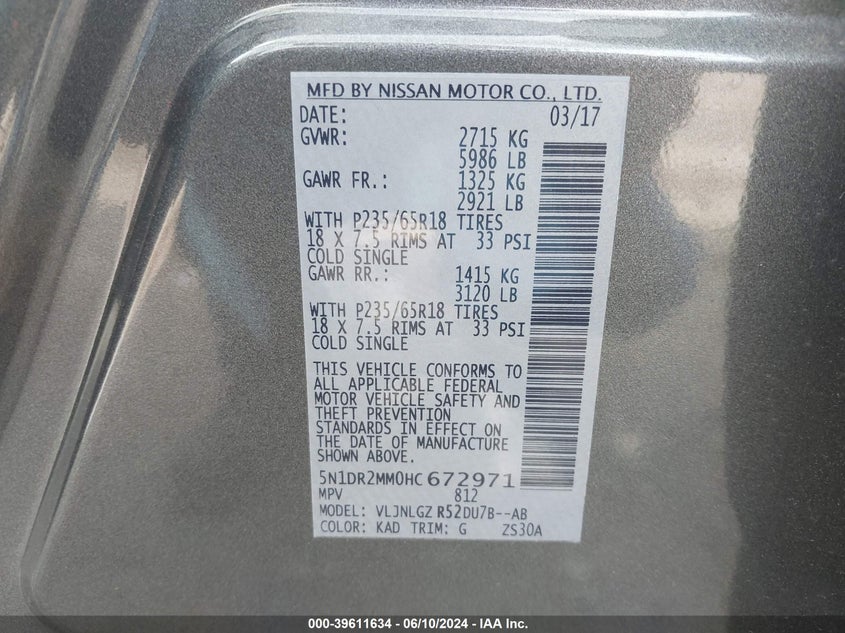 MFD BY NISSAN MOTOR CO., LTD.
DATE: 03/17
GVWR: 2715 KG
5986 LB
GAWR FR.: 1325 KG
2921 LB
WITH P235/65R18 TIRES
18 X 7.5 RIMS AT 33 PSI
COLD SINGLE
GAWR RR.: 1415 KG
3120 LB
WITH P235/65R18 TIRES
18 X 7.5 RIMS AT 33 PSI
COLD SINGLE
THIS VEHICLE CONFORMS TO
ALL APPLICABLE FEDERAL
MOTOR VEHICLE SAFETY AND
THEFT PREVENTION
STANDARDS IN EFFECT ON
THE DATE OF MANUFACTURE
SHOWN ABOVE.
5N1DR2MM0HC672971
MPV 812
MODEL: VLJNLGZ R52DU7B--AB
COLOR: KAD TRIM: G ZS30A
000-39611634 - 06/10/2024 - IAA Inc.